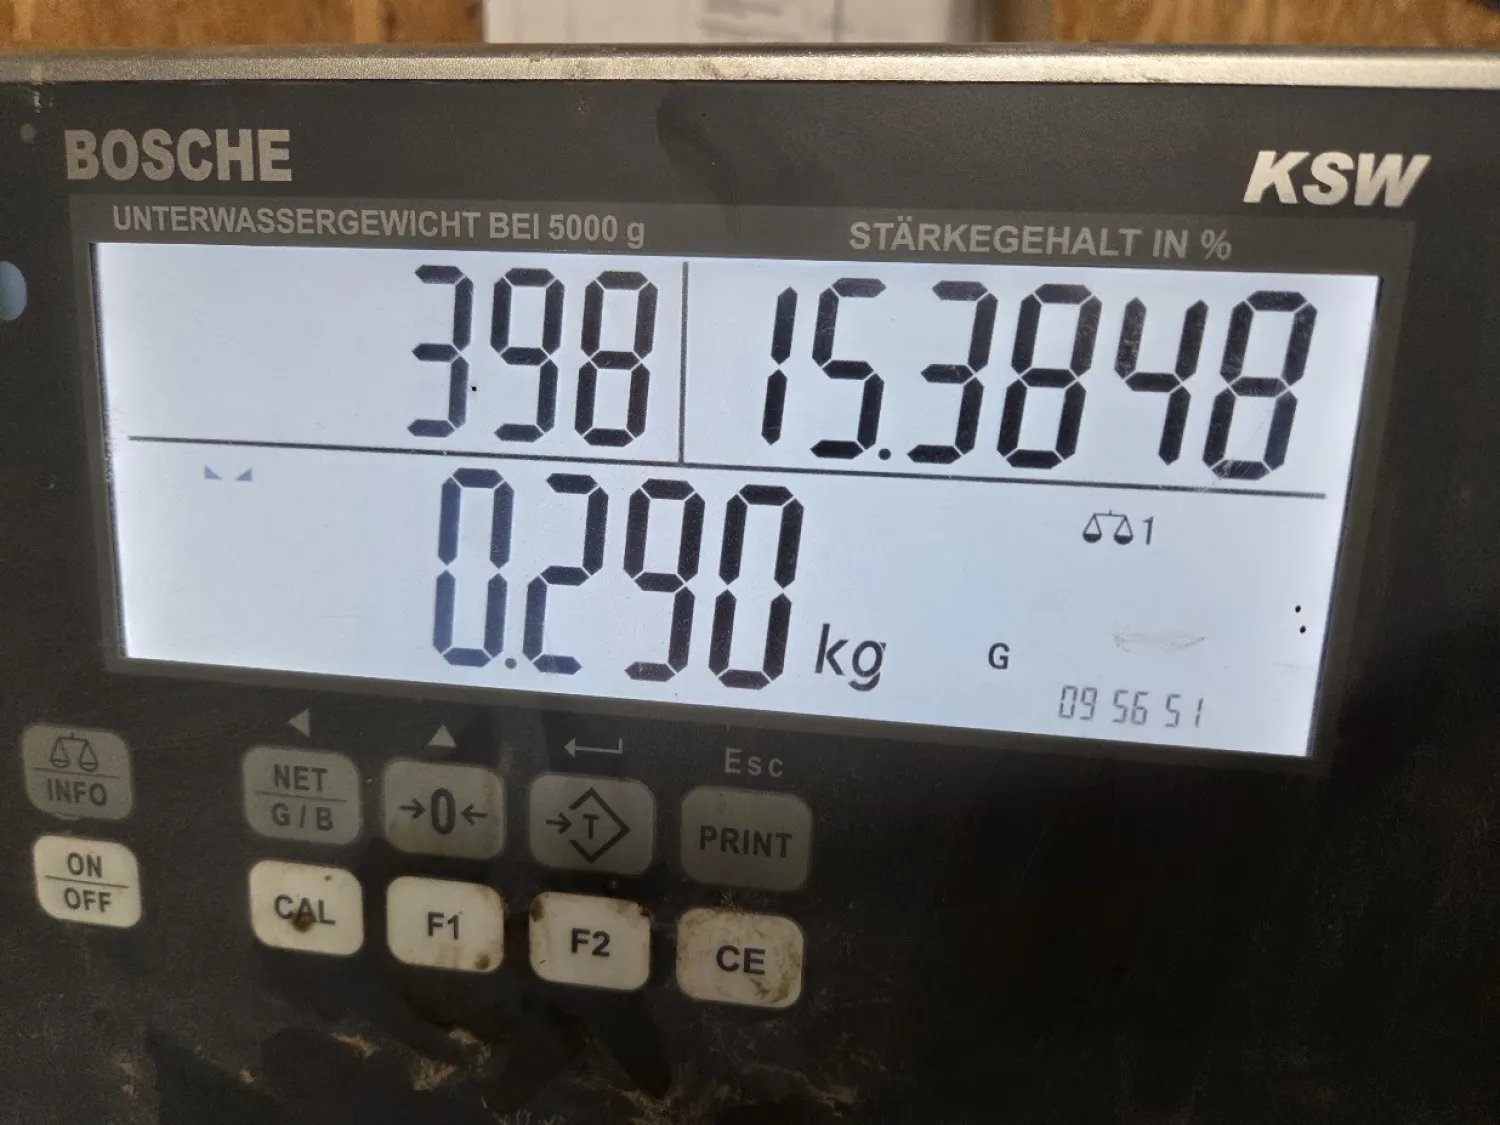 BOSCHE
KSW
UNTERWASSERGEWICHT BEI 5000 g
STÄRKEGEHALT IN %
398
15.3848
1
0.290 kg
G
09 56 51
INFO
NET
G / B
→0←
→T
Esc
PRINT
ON
OFF
CAL
F1
F2
CE